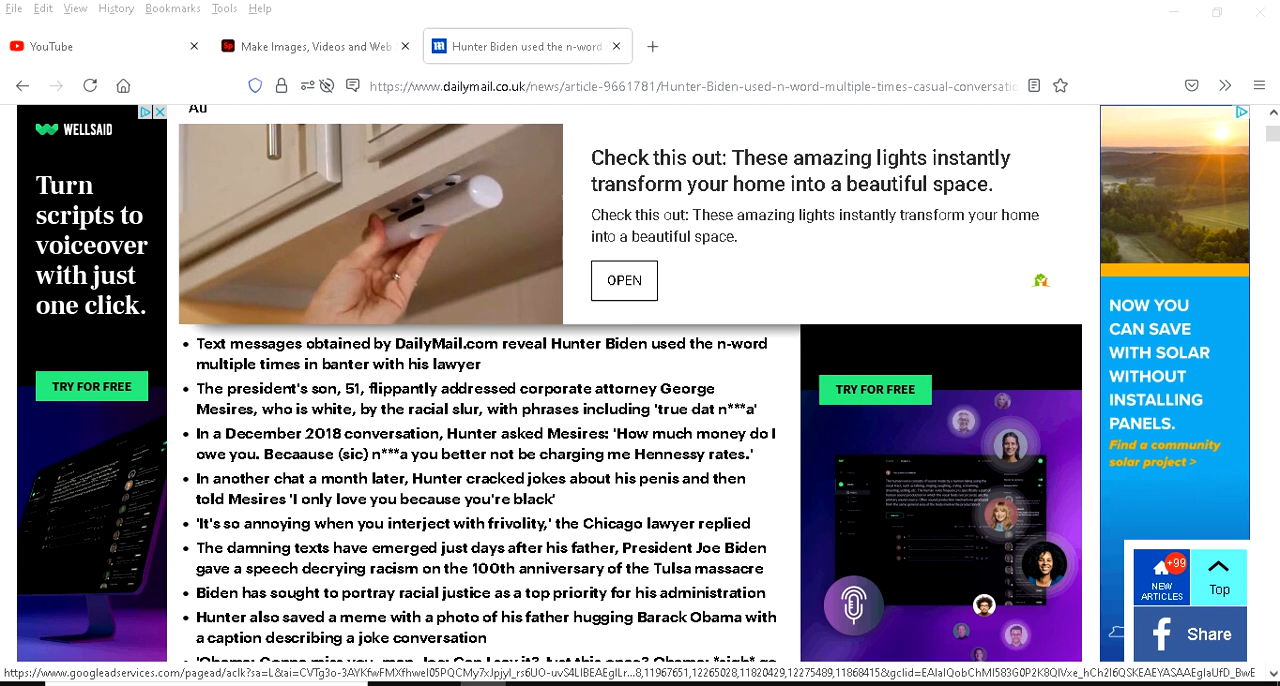 File Edit View History Bookmarks Tools Help
YouTube
Make Images, Videos and Web
Hunter Biden used the n-word
https://www.dailymail.co.uk/news/article-9661781/Hunter-Biden-used-n-word-multiple-times-casual-conversatio
Ad
WELLSAID
Turn
scripts to
voiceover
with just
one click.
TRY FOR FREE
Check this out: These amazing lights instantly
transform your home into a beautiful space.
Check this out: These amazing lights instantly transform your home
into a beautiful space.
OPEN
• Text messages obtained by DailyMail.com reveal Hunter Biden used the n-word
multiple times in banter with his lawyer
• The president's son, 51, flippantly addressed corporate attorney George
Mesires, who is white, by the racial slur, with phrases including 'true dat n***a'
• In a December 2018 conversation, Hunter asked Mesires: 'How much money do I
owe you. Becaause (sic) n***a you better not be charging me Hennessy rates.'
• In another chat a month later, Hunter cracked jokes about his penis and then
told Mesires 'I only love you because you're black'
• 'It's so annoying when you interject with frivolity,' the Chicago lawyer replied
• The damning texts have emerged just days after his father, President Joe Biden
gave a speech decrying racism on the 100th anniversary of the Tulsa massacre
• Biden has sought to portray racial justice as a top priority for his administration
• Hunter also saved a meme with a photo of his father hugging Barack Obama with
a caption describing a joke conversation
TRY FOR FREE
NOW YOU
CAN SAVE
WITH SOLAR
WITHOUT
INSTALLING
PANELS.
Find a community
solar project >
+99
NEW
ARTICLES
Top
Share